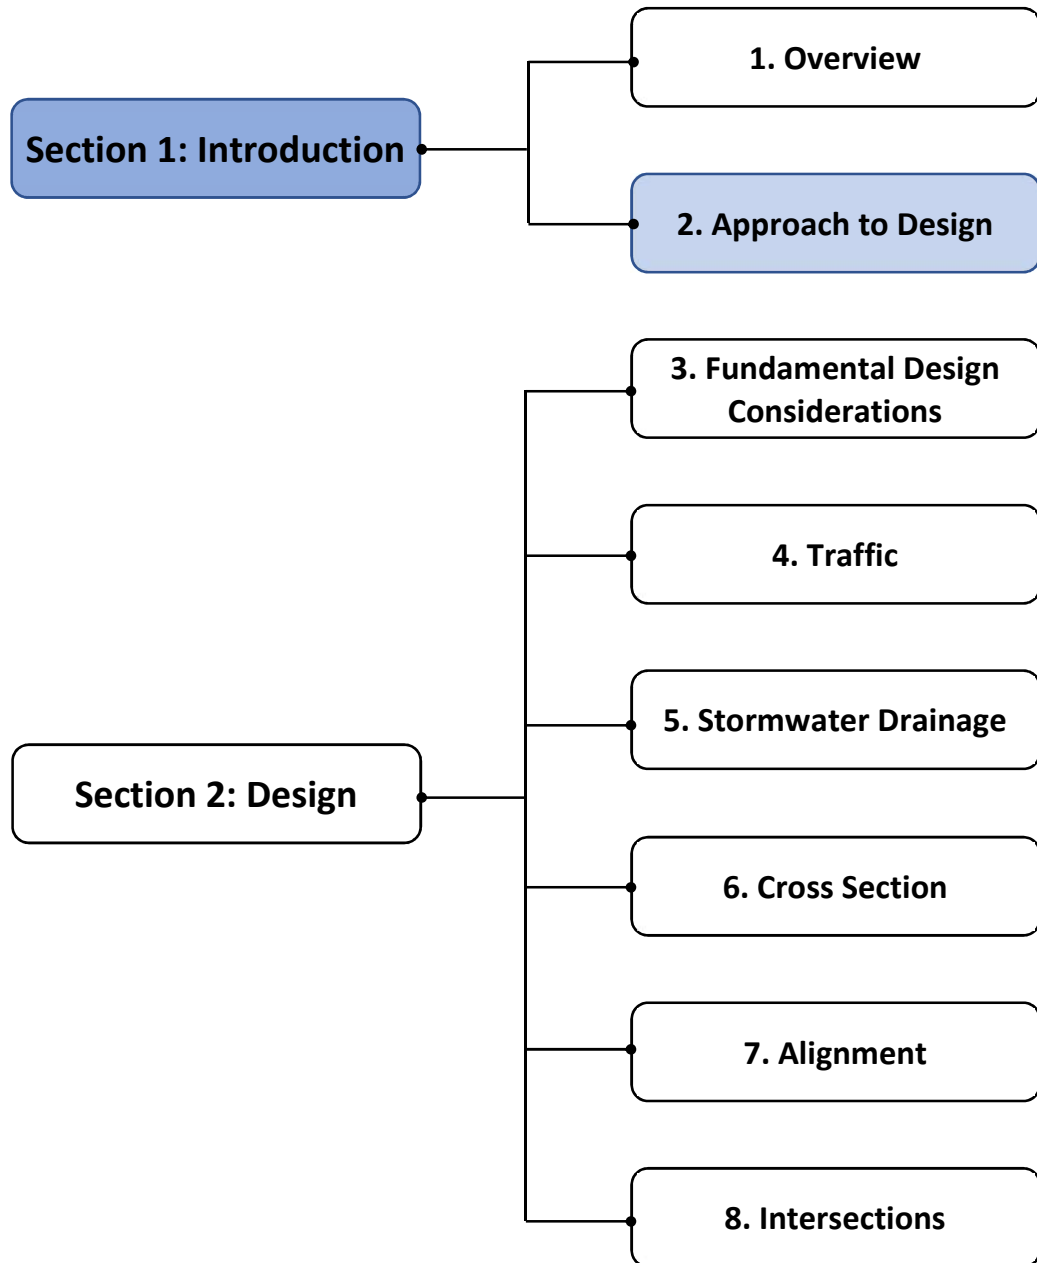 1. Overview
Section 1: Introduction
2. Approach to Design
3. Fundamental Design
Considerations
4. Traffic
5. Stormwater Drainage
Section 2: Design
6. Cross Section
7. Alignment
8. Intersections